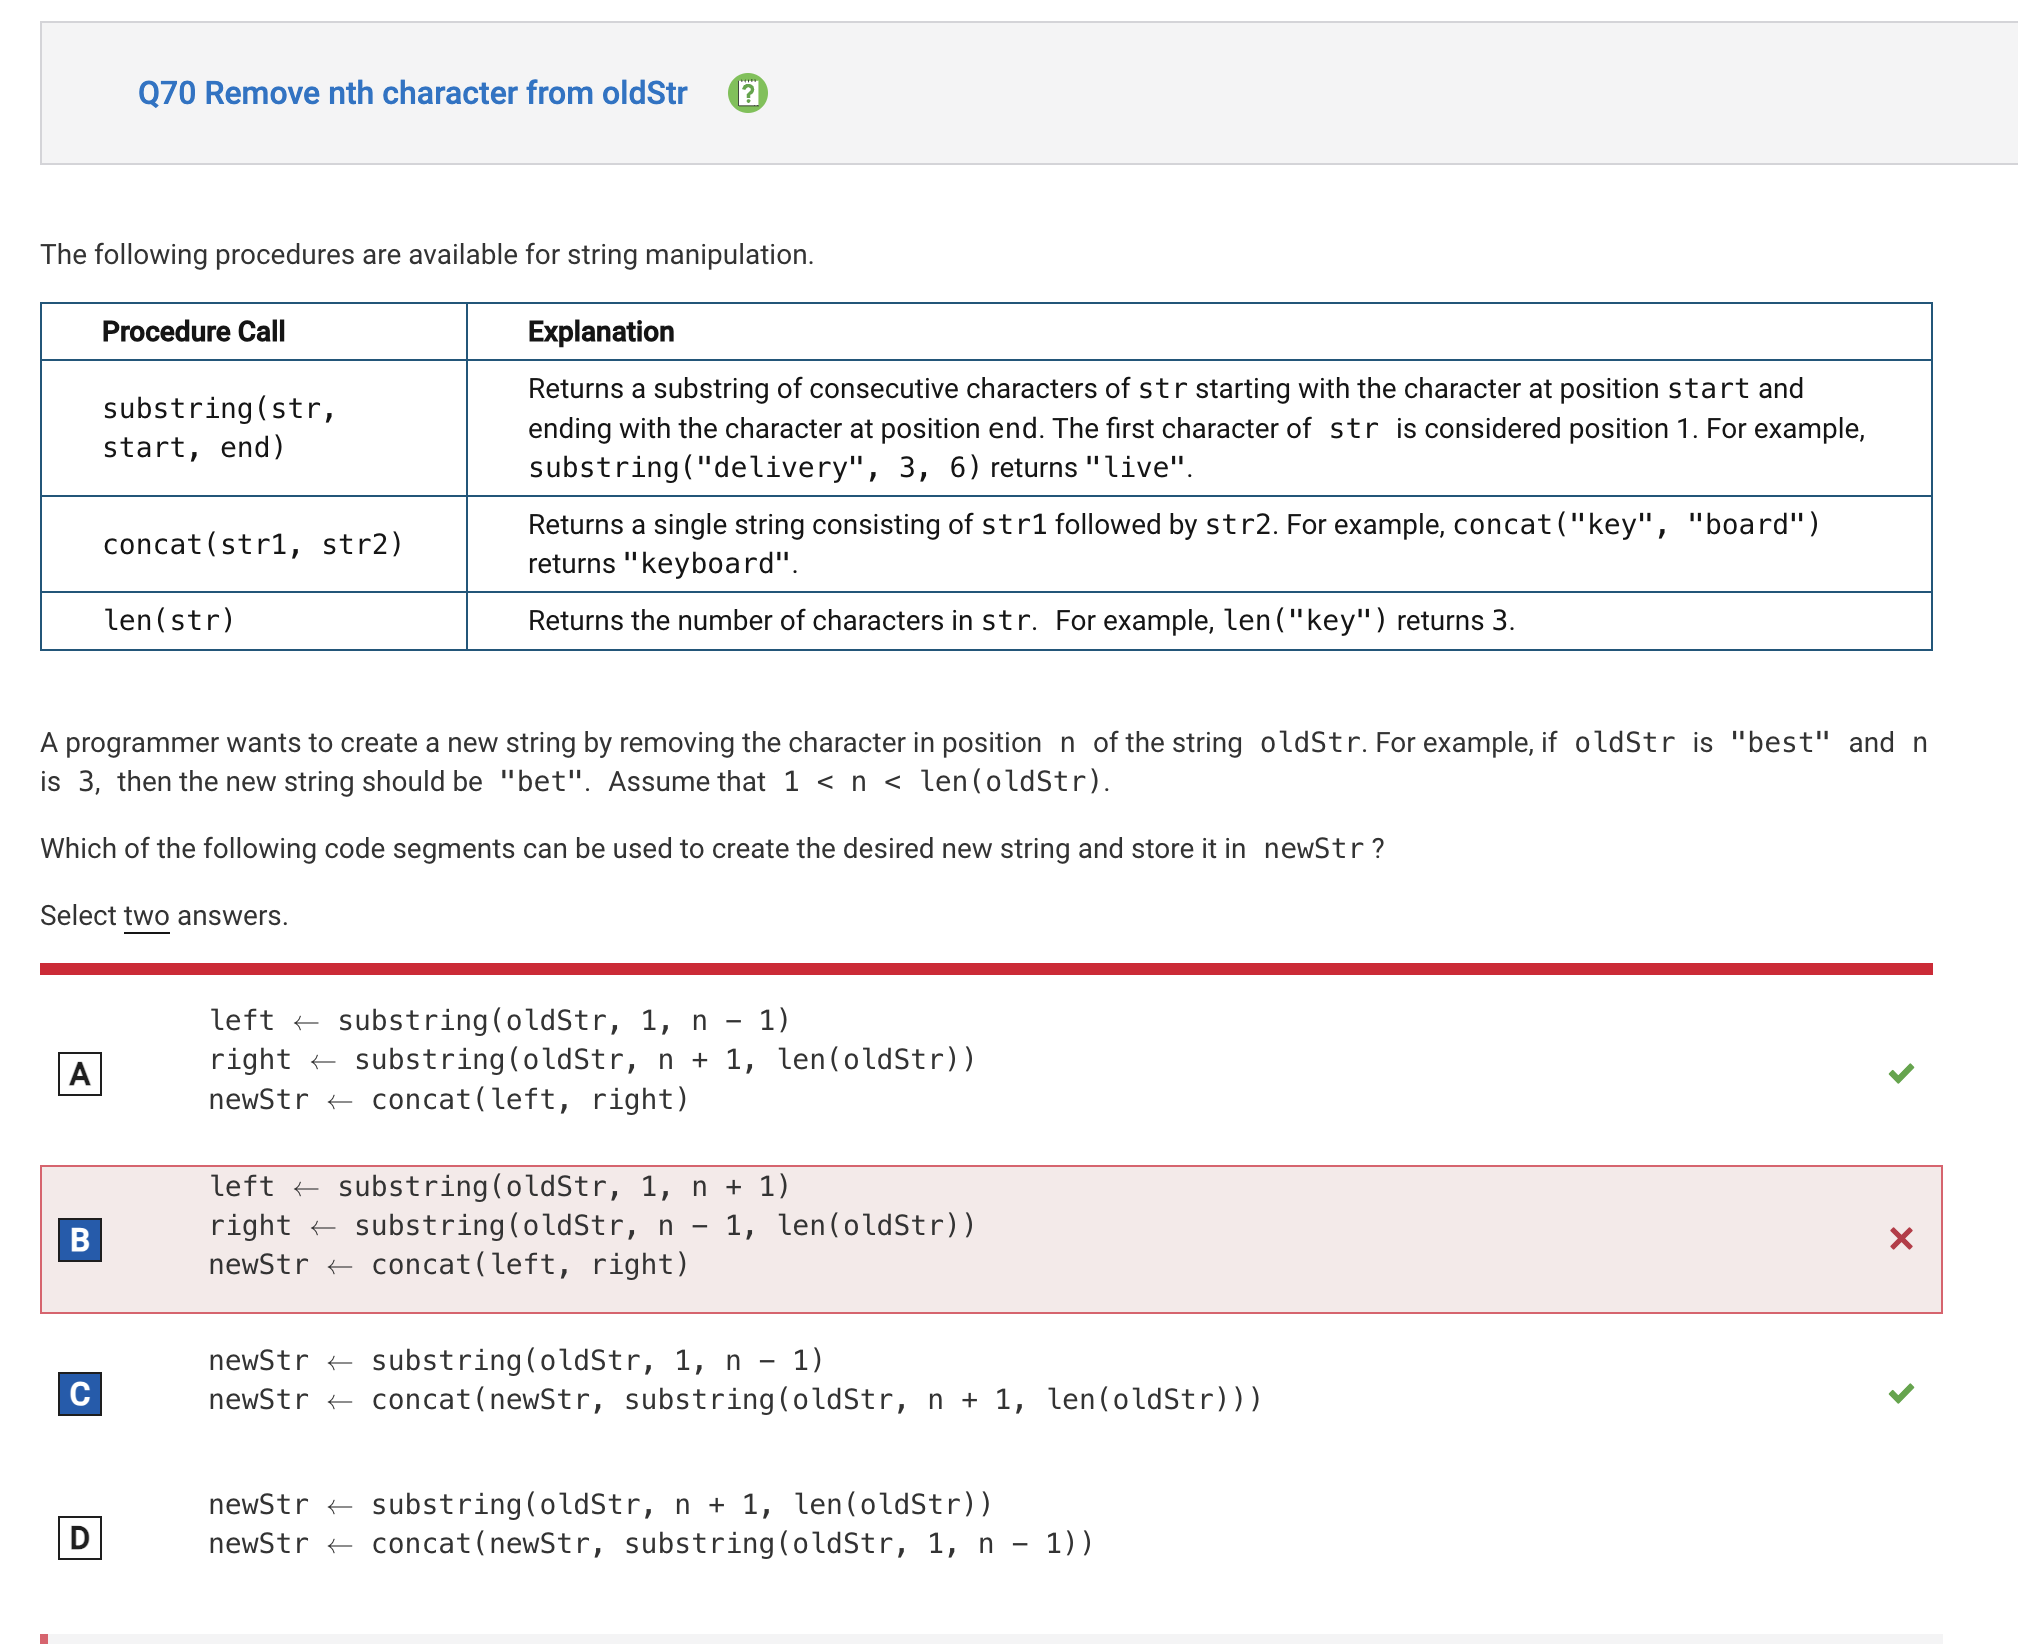 Q70 Remove nth character from oldStr
The following procedures are available for string manipulation.
Procedure Call
Explanation
substring(str,
start, end)
Returns a substring of consecutive characters of str starting with the character at position start and
ending with the character at position end. The first character of str is considered position 1. For example,
substring("delivery", 3, 6) returns "live".
concat(str1, str2)
Returns a single string consisting of str1 followed by str2. For example, concat("key", "board")
returns "keyboard".
len(str)
Returns the number of characters in str. For example, len("key") returns 3.
A programmer wants to create a new string by removing the character in position n of the string oldStr. For example, if oldStr is "best" and n
is 3, then the new string should be "bet". Assume that 1 < n < len(oldStr).
Which of the following code segments can be used to create the desired new string and store it in newStr ?
Select two answers.
A
left ← substring(oldStr, 1, n - 1)
right ← substring(oldStr, n + 1, len(oldStr))
newStr ← concat(left, right)
B
left ← substring(oldStr, 1, n + 1)
right ← substring(oldStr, n - 1, len(oldStr))
newStr ← concat(left, right)
C
newStr ← substring(oldStr, 1, n - 1)
newStr ← concat(newStr, substring(oldStr, n + 1, len(oldStr)))
D
newStr ← substring(oldStr, n + 1, len(oldStr))
newStr ← concat(newStr, substring(oldStr, 1, n - 1))